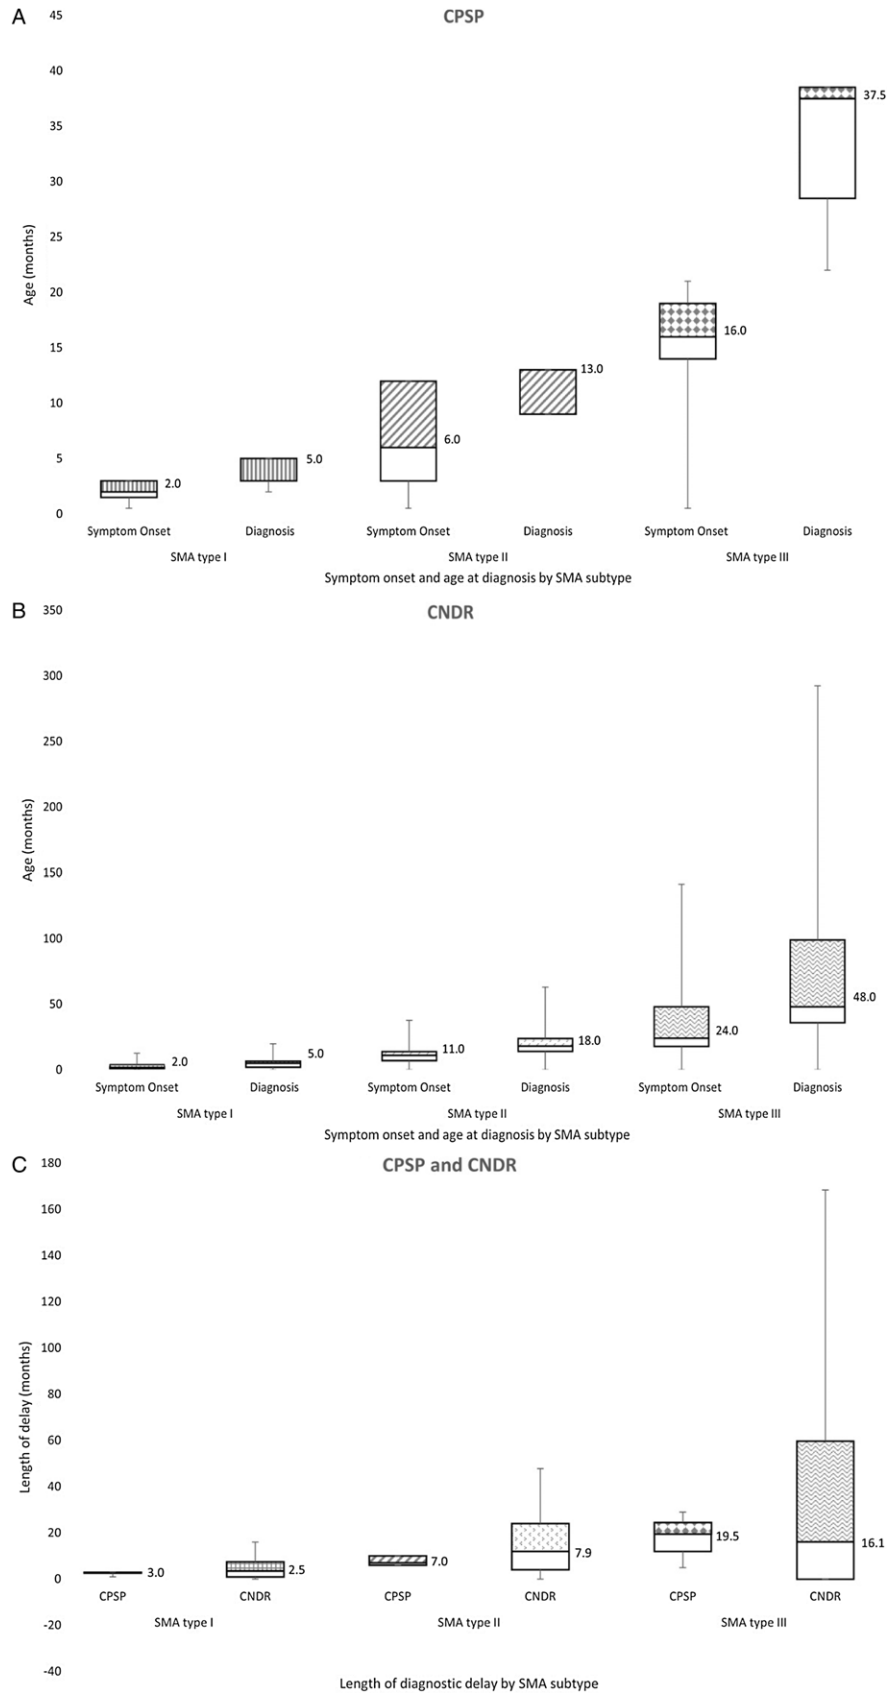 A
CPSP
45
40
35
30
25
20
15
10
5
0
Age (months)
2.0
5.0
6.0
13.0
16.0
37.5
Symptom Onset Diagnosis Symptom Onset Diagnosis Symptom Onset Diagnosis
SMA type I SMA type II SMA type III
Symptom onset and age at diagnosis by SMA subtype
B
CNDR
350
300
250
200
150
100
50
0
Age (months)
2.0
5.0
11.0
18.0
24.0
48.0
Symptom Onset Diagnosis Symptom Onset Diagnosis Symptom Onset Diagnosis
SMA type I SMA type II SMA type III
Symptom onset and age at diagnosis by SMA subtype
C
CPSP and CNDR
180
160
140
120
100
80
60
40
20
0
-20
-40
Length of delay (months)
3.0
2.5
7.0
7.9
19.5
16.1
CPSP CNDR CPSP CNDR CPSP CNDR
SMA type I SMA type II SMA type III
Length of diagnostic delay by SMA subtype